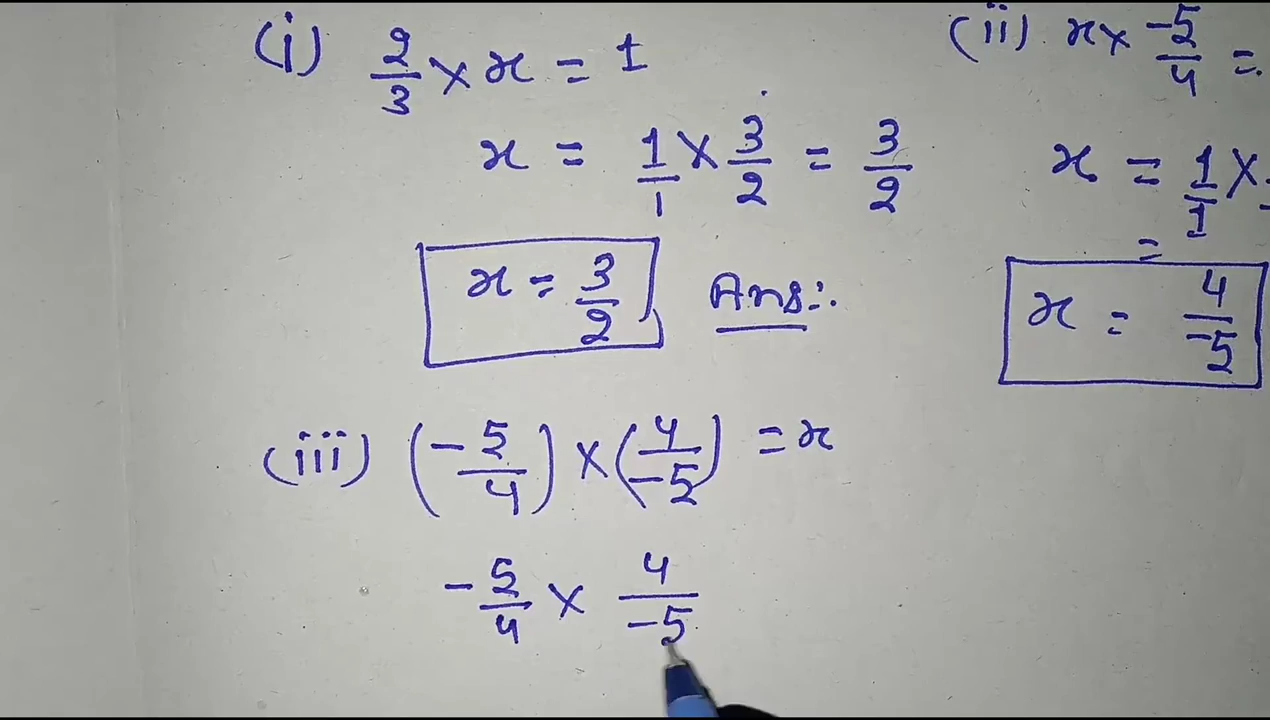 (i) 2/3 × x = 1
x = 1/1 × 3/2 = 3/2
x = 3/2 Ans:.
(ii) x × -5/4 =
x = 1/1 ×
=
x = 4/-5
(iii) (-5/4) × (4/-5) = x
-5/4 × 4/-5